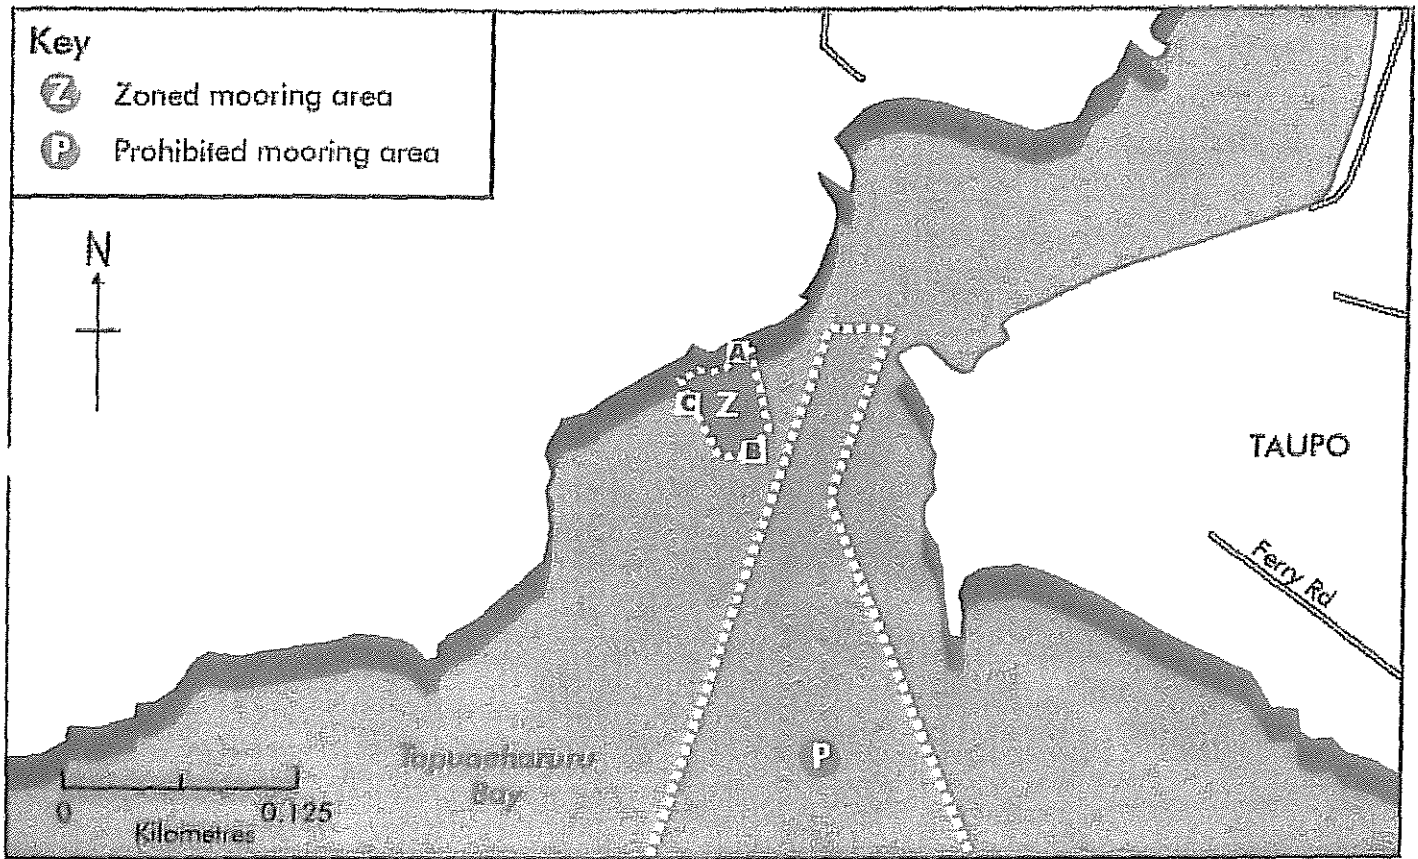 Key
Z Zoned mooring area
P Prohibited mooring area
N
A
C Z
B
TAUPO
Ferry Rd
P
Bay
0 0.125
Kilometres